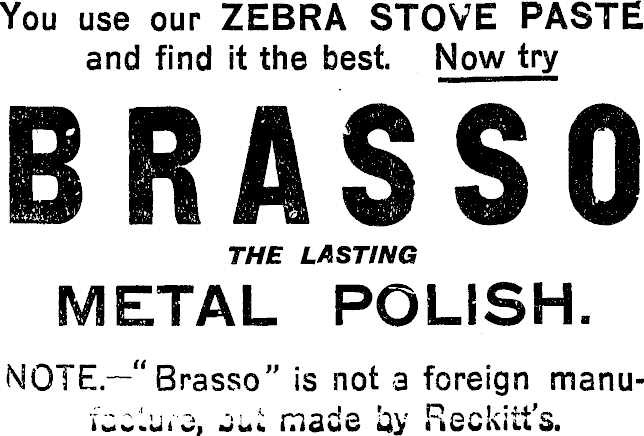 You use our ZEBRA STOVE PASTE
and find it the best. Now try
BRASSO
THE LASTING
METAL POLISH.
NOTE.—"Brasso" is not a foreign manu-
facture, but made by Reckitt's.